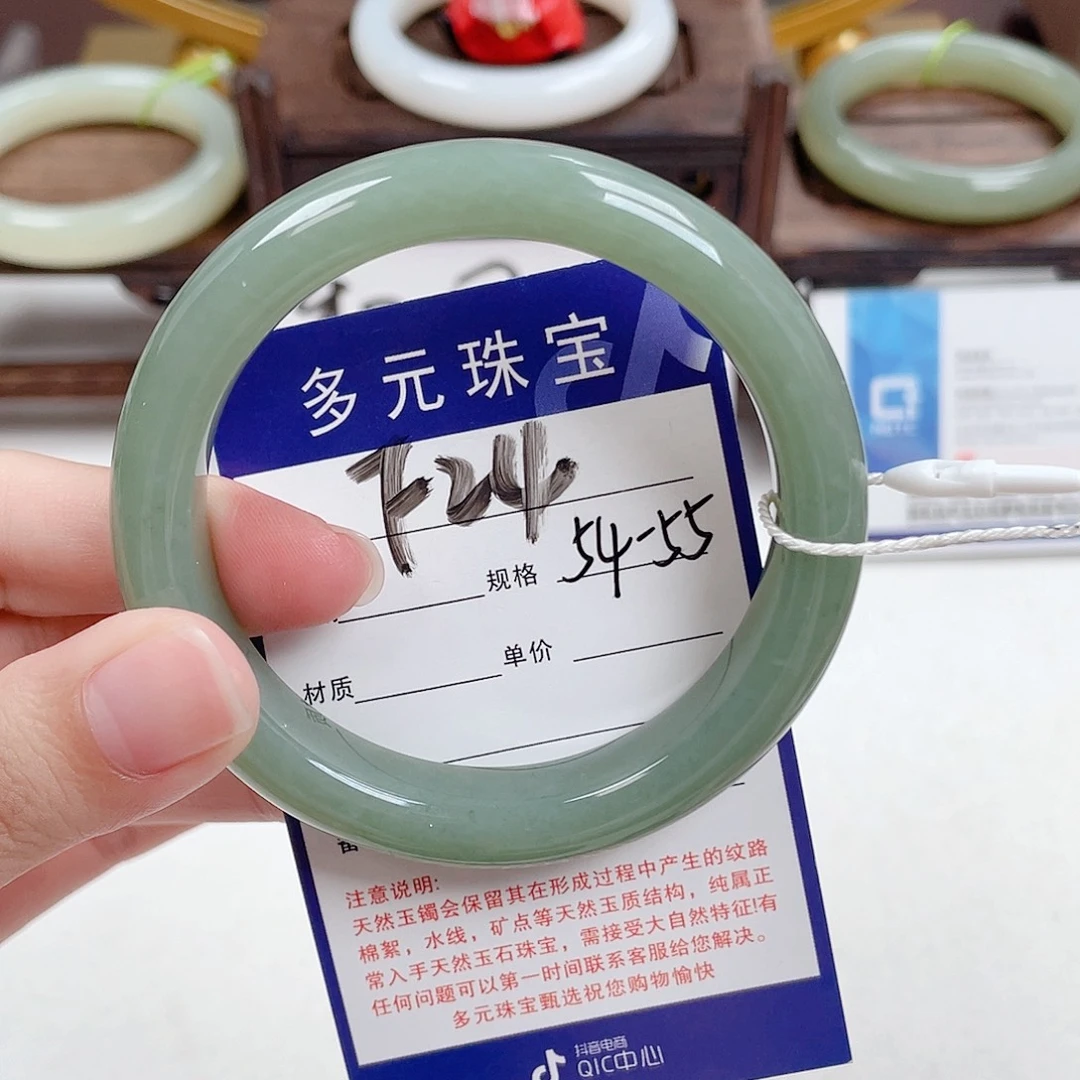 多元珠宝
F24
规格 54-55
材质 单价
注意说明:
天然玉镯会保留其在形成过程中产生的纹路
棉絮，水线，矿点等天然玉质结构，纯属正
常入手天然玉石珠宝，需接受大自然特征!有
任何问题可以第一时间联系客服给您解决。
多元珠宝甄选祝您购物愉快
抖音电商
QIC中心